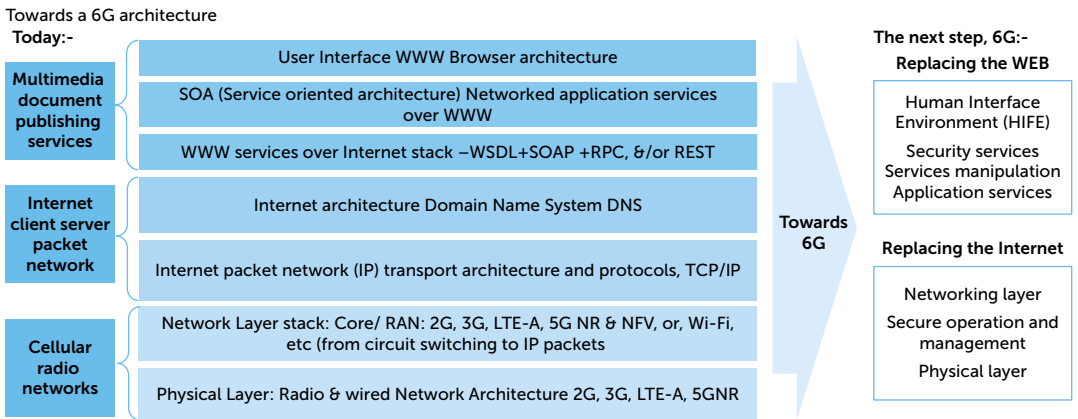 Towards a 6G architecture
Today:-
Multimedia
document
publishing
services
User Interface WWW Browser architecture
SOA (Service oriented architecture) Networked application services
over WWW
WWW services over Internet stack –WSDL+SOAP +RPC, &/or REST
Internet
client server
packet
network
Internet architecture Domain Name System DNS
Internet packet network (IP) transport architecture and protocols, TCP/IP
Cellular
radio
networks
Network Layer stack: Core/ RAN: 2G, 3G, LTE-A, 5G NR & NFV, or, Wi-Fi,
etc (from circuit switching to IP packets
Physical Layer: Radio & wired Network Architecture 2G, 3G, LTE-A, 5GNR
Towards
6G
The next step, 6G:-
Replacing the WEB
Human Interface
Environment (HIFE)
Security services
Services manipulation
Application services
Replacing the Internet
Networking layer
Secure operation and
management
Physical layer